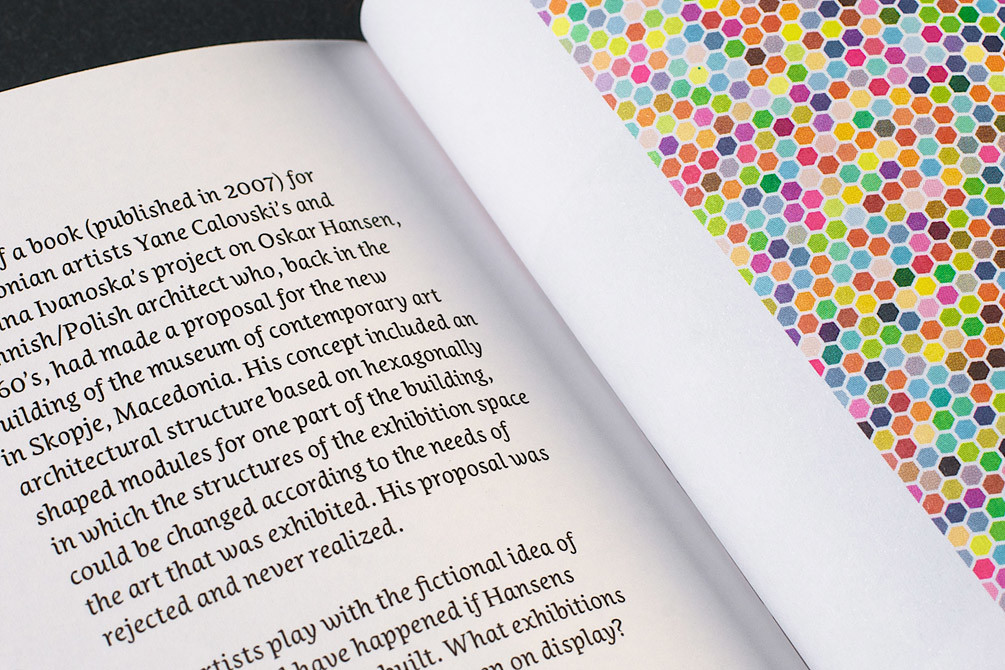 f a book (published in 2007) for
onian artists Yane Calovski's and
na Ivanoska's project on Oskar Hansen,
nnish/Polish architect who, back in the
60's, had made a proposal for the new
uilding of the museum of contemporary art
in Skopje, Macedonia. His concept included an
architectural structure based on hexagonally
shaped modules for one part of the building,
in which the structures of the exhibition space
could be changed according to the needs of
the art that was exhibited. His proposal was
rejected and never realized.
rtists play with the fictional idea of
have happened if Hansens
built. What exhibitions
n on display?